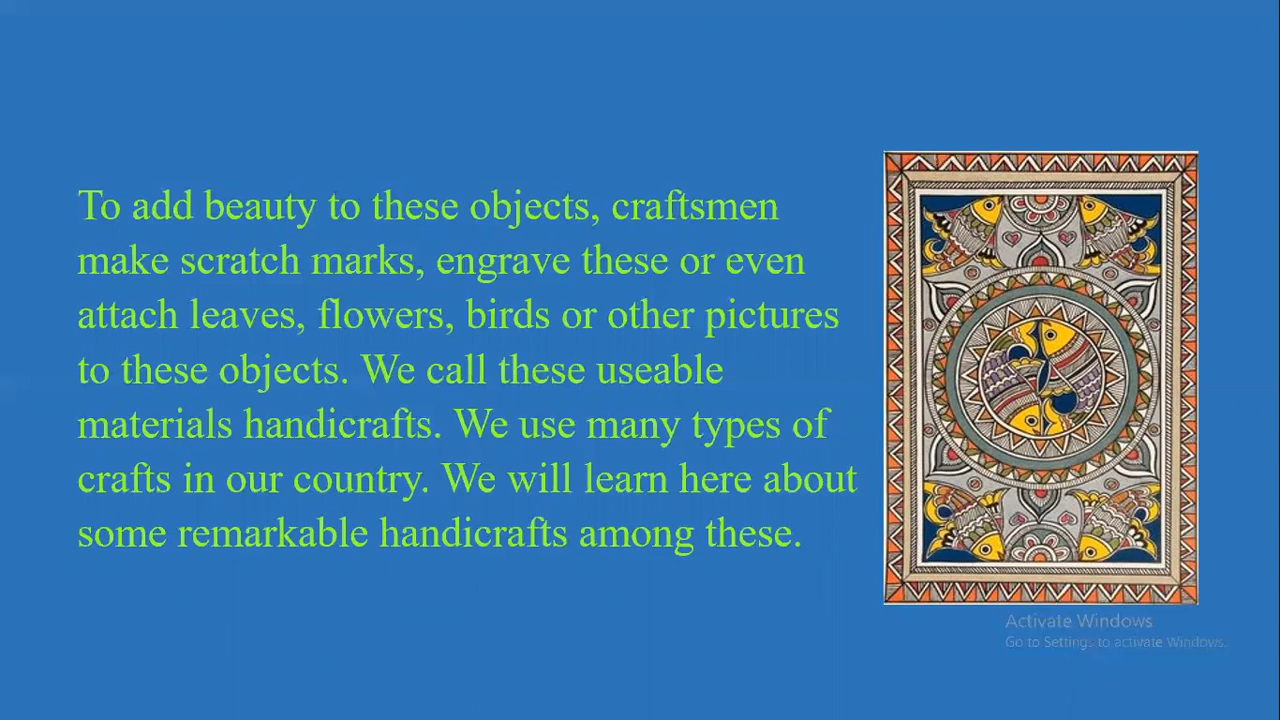 To add beauty to these objects, craftsmen
make scratch marks, engrave these or even
attach leaves, flowers, birds or other pictures
to these objects. We call these useable
materials handicrafts. We use many types of
crafts in our country. We will learn here about
some remarkable handicrafts among these.
Activate Windows
Go to Settings to activate Windows.